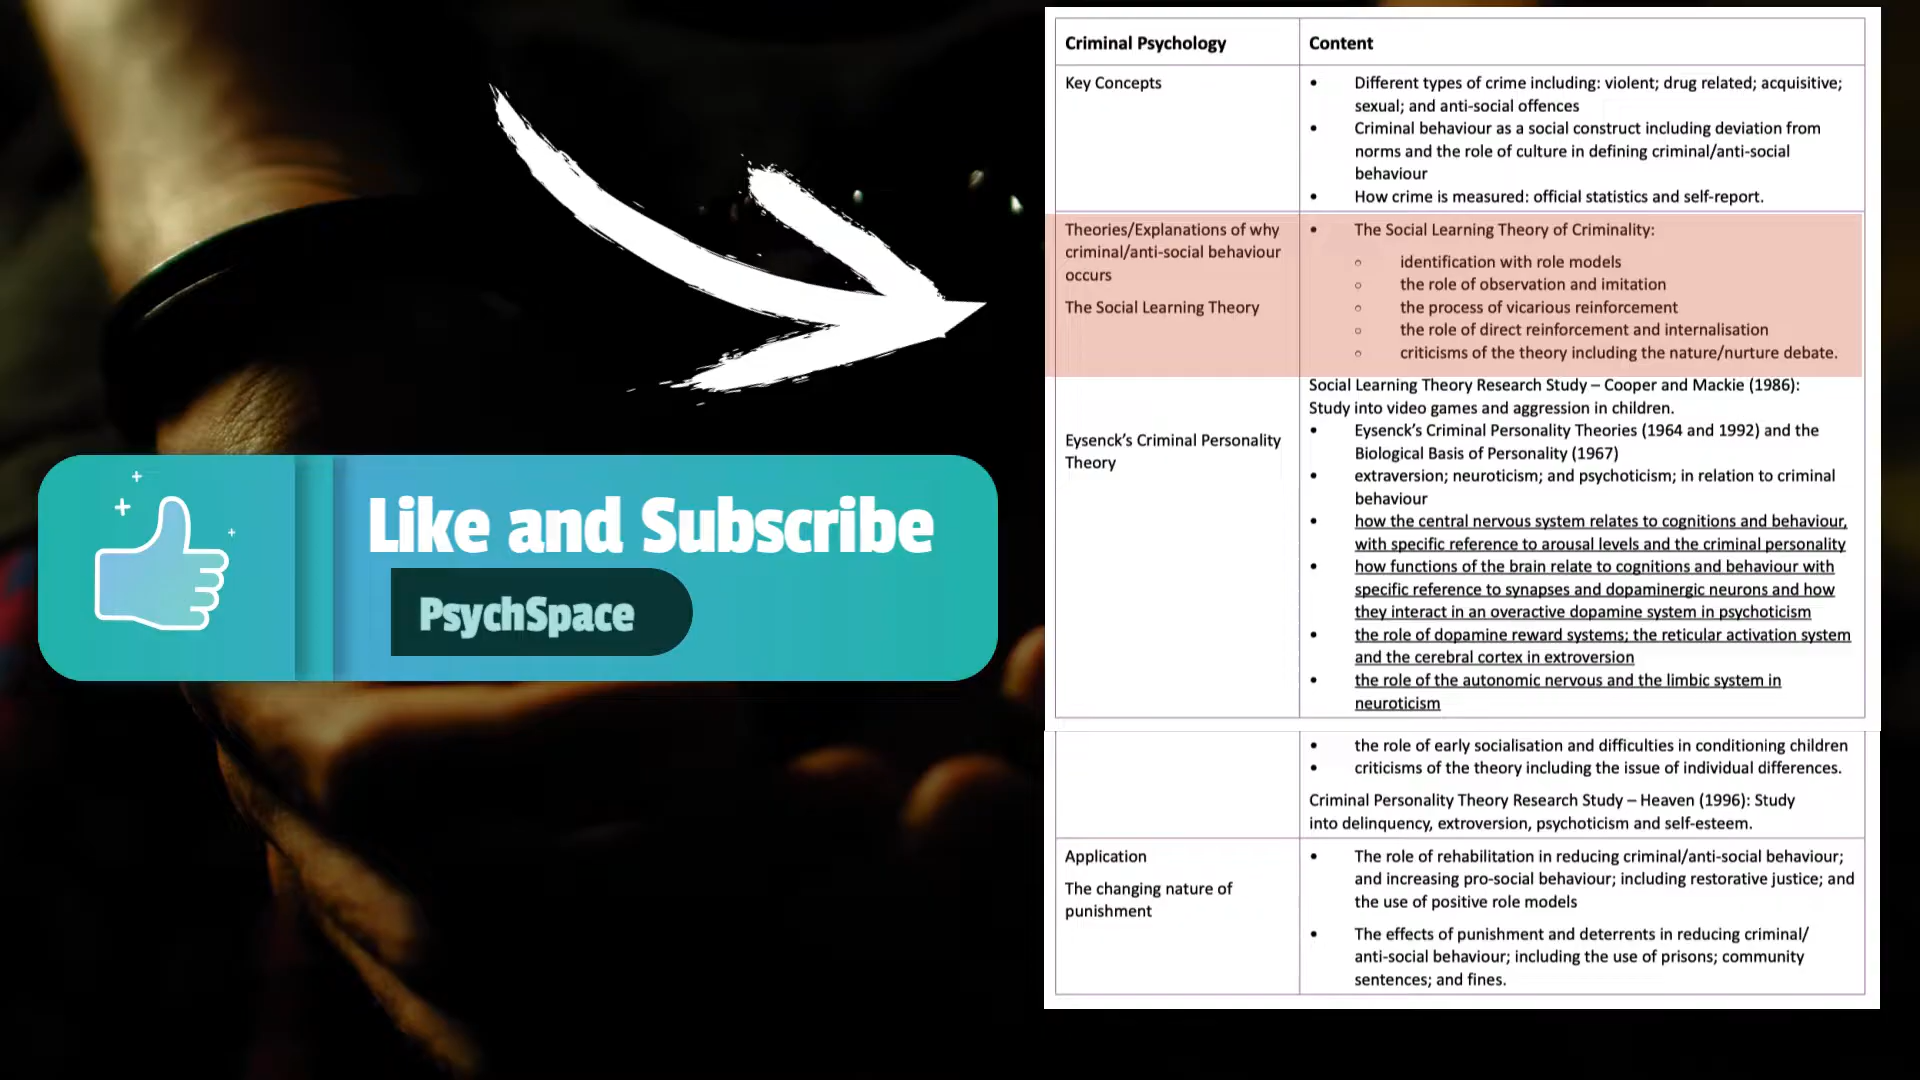 Like and Subscribe
PsychSpace
Criminal Psychology
Content
Key Concepts
• Different types of crime including: violent; drug related; acquisitive;
sexual; and anti-social offences
• Criminal behaviour as a social construct including deviation from
norms and the role of culture in defining criminal/anti-social
behaviour
• How crime is measured: official statistics and self-report.
Theories/Explanations of why
criminal/anti-social behaviour
occurs
The Social Learning Theory
• The Social Learning Theory of Criminality:
○ identification with role models
○ the role of observation and imitation
○ the process of vicarious reinforcement
○ the role of direct reinforcement and internalisation
○ criticisms of the theory including the nature/nurture debate.
Social Learning Theory Research Study – Cooper and Mackie (1986):
Study into video games and aggression in children.
Eysenck’s Criminal Personality
Theory
• Eysenck’s Criminal Personality Theories (1964 and 1992) and the
Biological Basis of Personality (1967)
• extraversion; neuroticism; and psychoticism; in relation to criminal
behaviour
• how the central nervous system relates to cognitions and behaviour,
with specific reference to arousal levels and the criminal personality
• how functions of the brain relate to cognitions and behaviour with
specific reference to synapses and dopaminergic neurons and how
they interact in an overactive dopamine system in psychoticism
• the role of dopamine reward systems; the reticular activation system
and the cerebral cortex in extroversion
• the role of the autonomic nervous and the limbic system in
neuroticism
• the role of early socialisation and difficulties in conditioning children
• criticisms of the theory including the issue of individual differences.
Criminal Personality Theory Research Study – Heaven (1996): Study
into delinquency, extroversion, psychoticism and self-esteem.
Application
The changing nature of
punishment
• The role of rehabilitation in reducing criminal/anti-social behaviour;
and increasing pro-social behaviour; including restorative justice; and
the use of positive role models
• The effects of punishment and deterrents in reducing criminal/
anti-social behaviour; including the use of prisons; community
sentences; and fines.